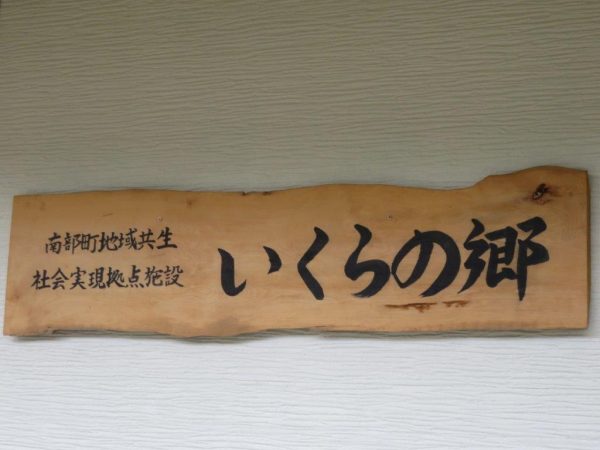 南部町地域共生
社会実現拠点施設
いくらの郷